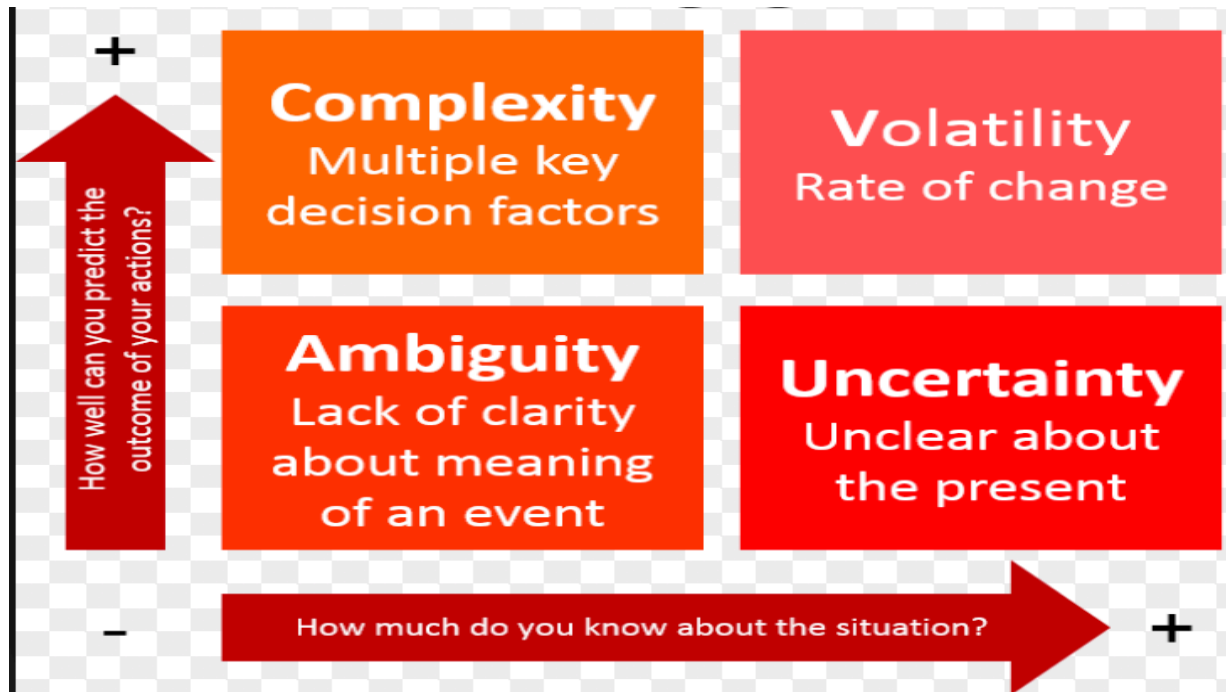 +
Complexity
Multiple key
decision factors
Volatility
Rate of change
How well can you predict the
outcome of your actions?
Ambiguity
Lack of clarity
about meaning
of an event
Uncertainty
Unclear about
the present
-
How much do you know about the situation?
+